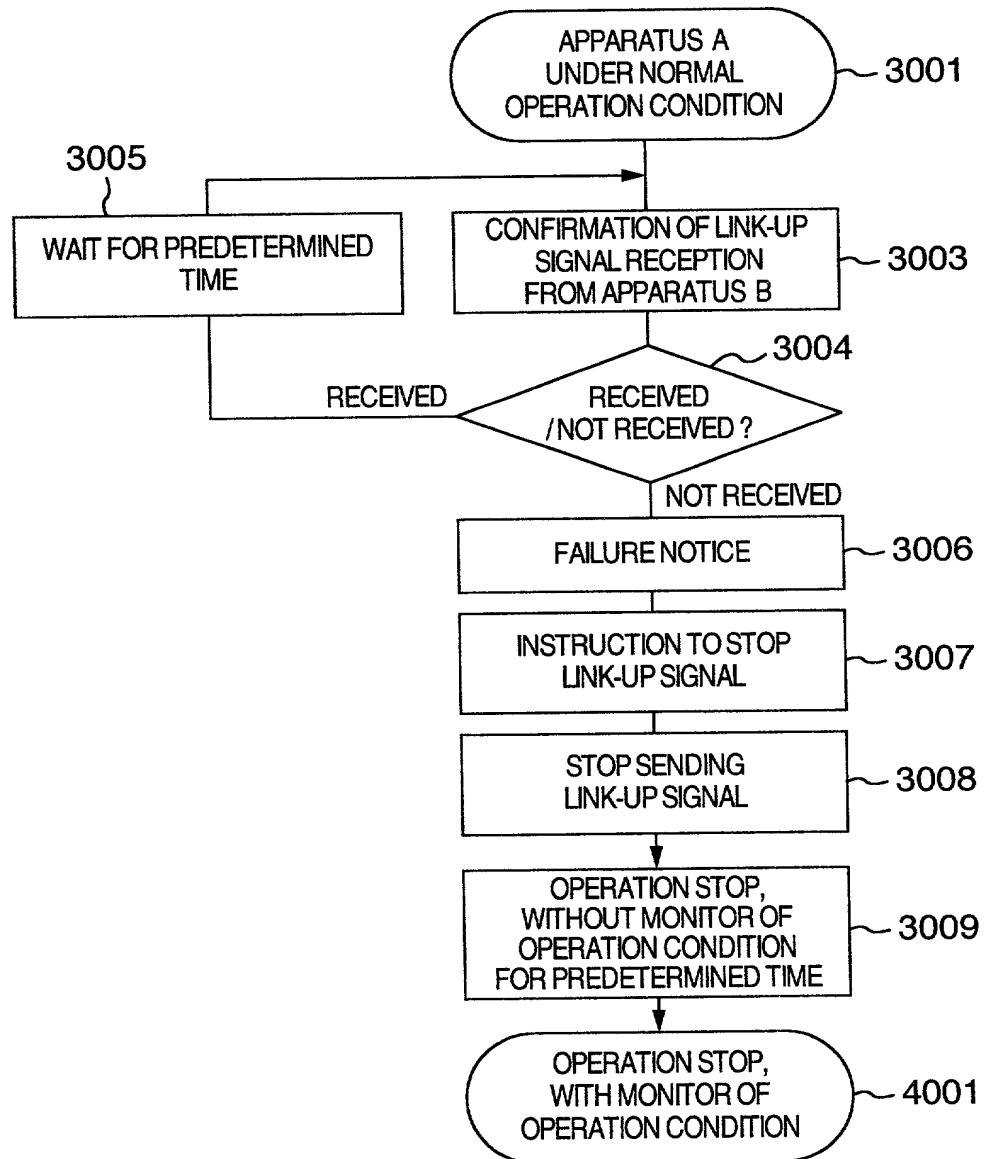 APPARATUS A
UNDER NORMAL
OPERATION CONDITION
3001
3005
WAIT FOR PREDETERMINED
TIME
CONFIRMATION OF LINK-UP
SIGNAL RECEPTION
FROM APPARATUS B
3003
3004
RECEIVED
RECEIVED
/NOT RECEIVED ?
NOT RECEIVED
FAILURE NOTICE
3006
INSTRUCTION TO STOP
LINK-UP SIGNAL
3007
STOP SENDING
LINK-UP SIGNAL
3008
OPERATION STOP,
WITHOUT MONITOR OF
OPERATION CONDITION
FOR PREDETERMINED TIME
3009
OPERATION STOP,
WITH MONITOR OF
OPERATION CONDITION
4001